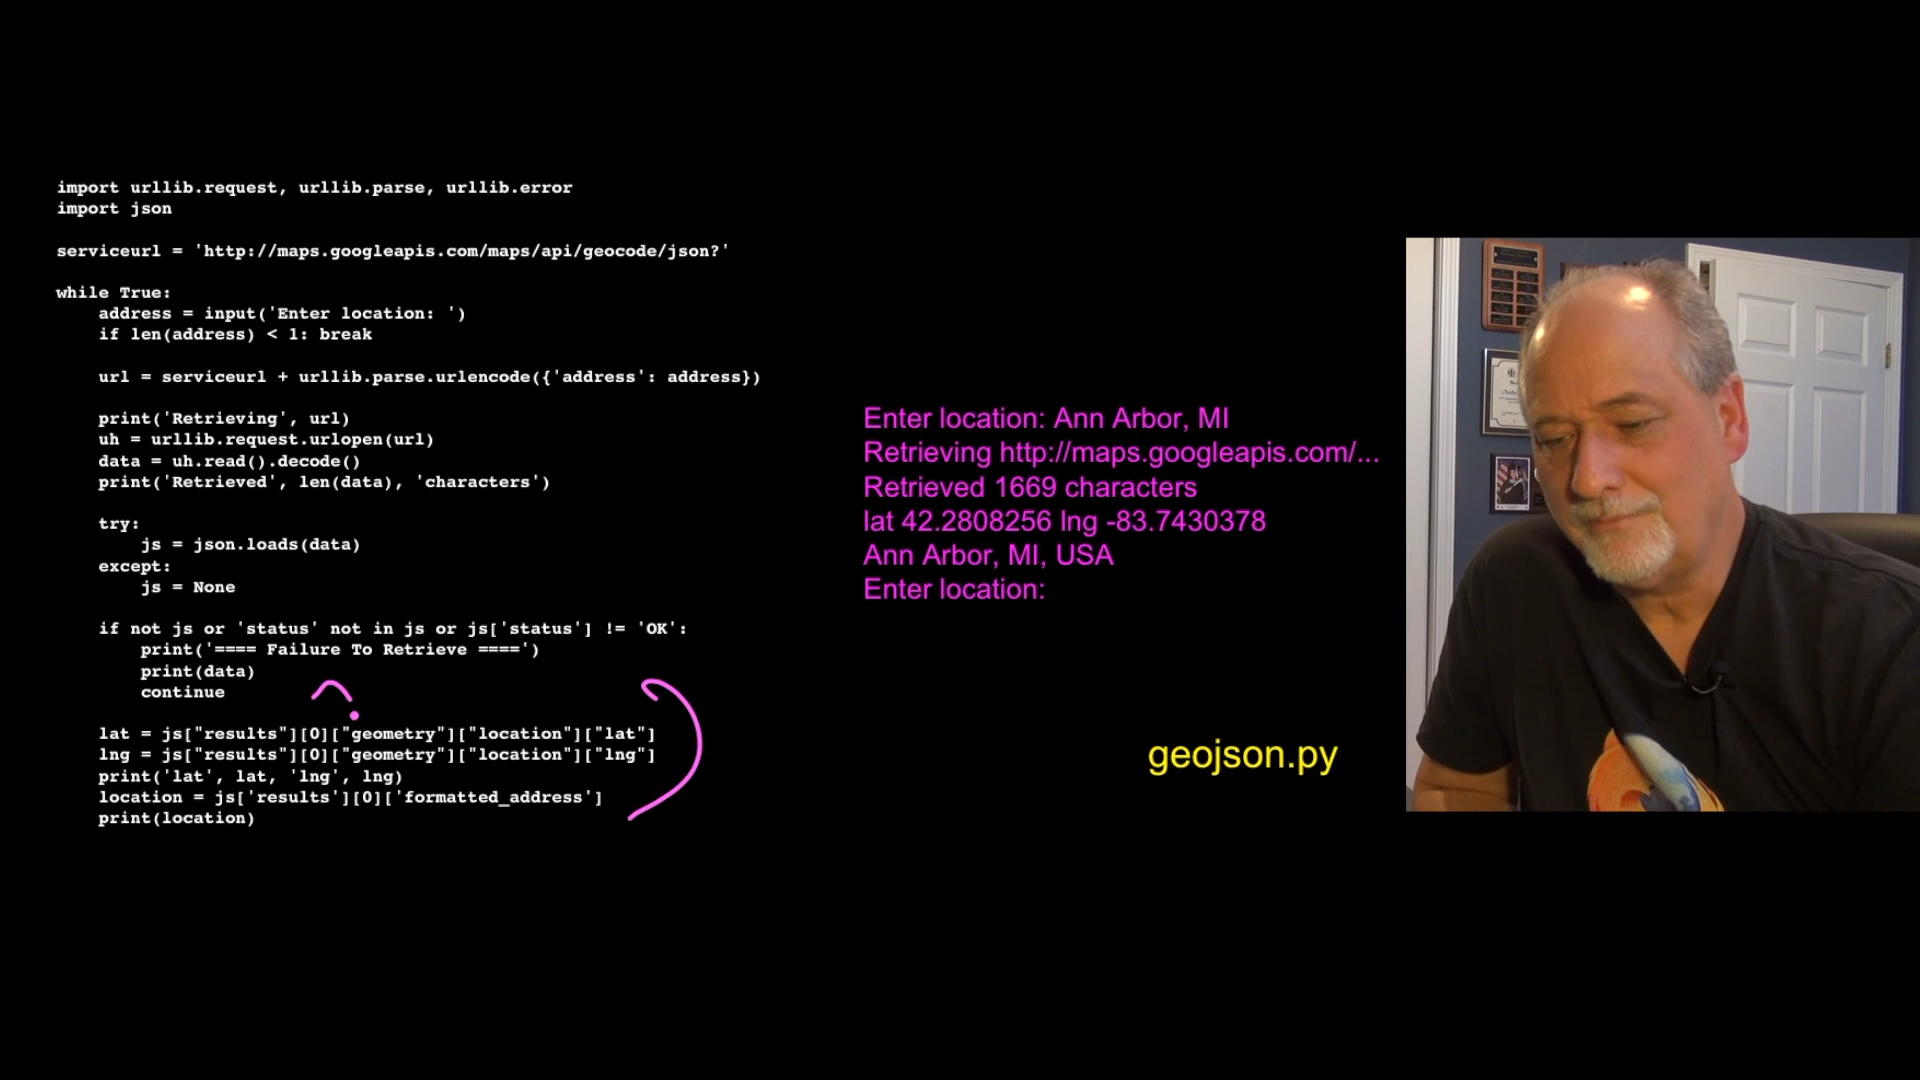 import urllib.request, urllib.parse, urllib.error
import json
serviceurl = 'http://maps.googleapis.com/maps/api/geocode/json?'
while True:
    address = input('Enter location: ')
    if len(address) < 1: break
    url = serviceurl + urllib.parse.urlencode({'address': address})
    print('Retrieving', url)
    uh = urllib.request.urlopen(url)
    data = uh.read().decode()
    print('Retrieved', len(data), 'characters')
    try:
        js = json.loads(data)
    except:
        js = None
    if not js or 'status' not in js or js['status'] != 'OK':
        print('==== Failure To Retrieve ====')
        print(data)
        continue
    lat = js["results"][0]["geometry"]["location"]["lat"]
    lng = js["results"][0]["geometry"]["location"]["lng"]
    print('lat', lat, 'lng', lng)
    location = js['results'][0]['formatted_address']
    print(location)
Enter location: Ann Arbor, MI
Retrieving http://maps.googleapis.com/...
Retrieved 1669 characters
lat 42.2808256 lng -83.7430378
Ann Arbor, MI, USA
Enter location:
geojson.py